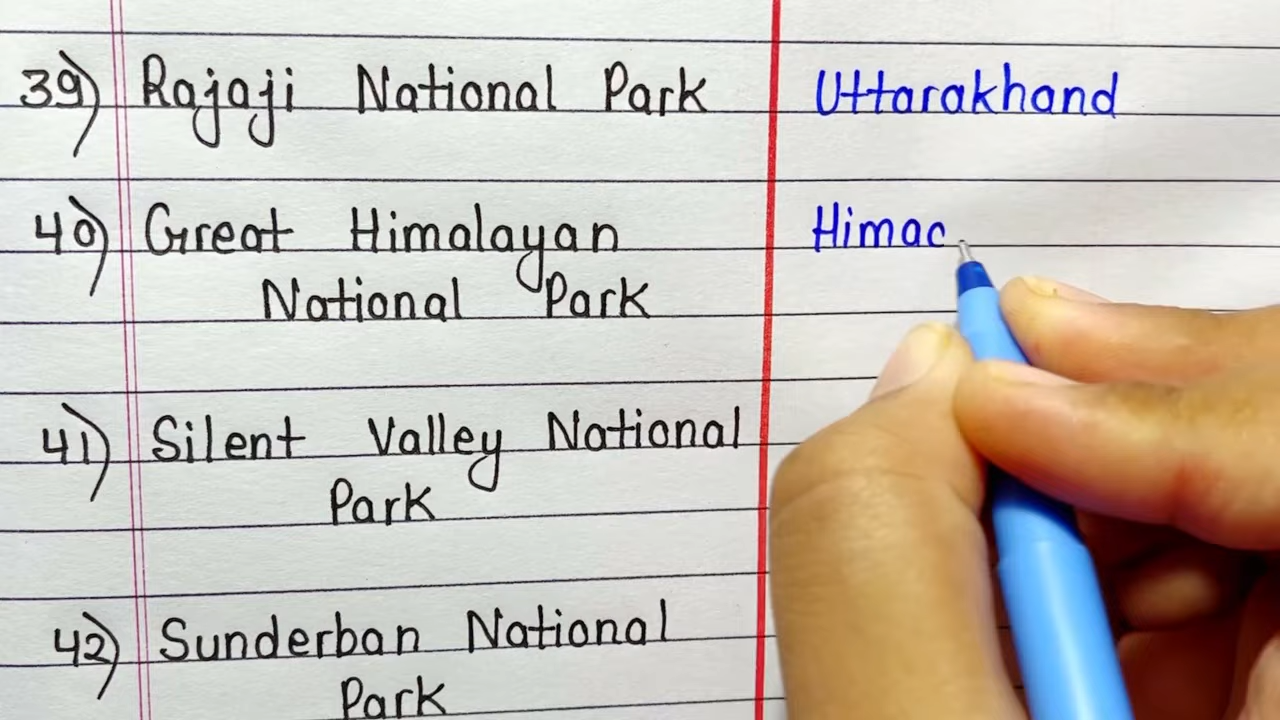 39) Rajaji National Park Uttarakhand
40) Great Himalayan Himac
National Park
41) Silent Valley National
Park
42) Sunderban National
Park